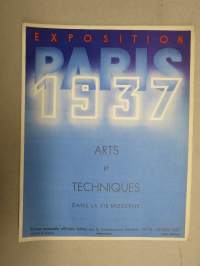 EXPOSITION
PARIS
1937
ARTS
et
TECHNIQUES
DANS LA VIE MODERNE